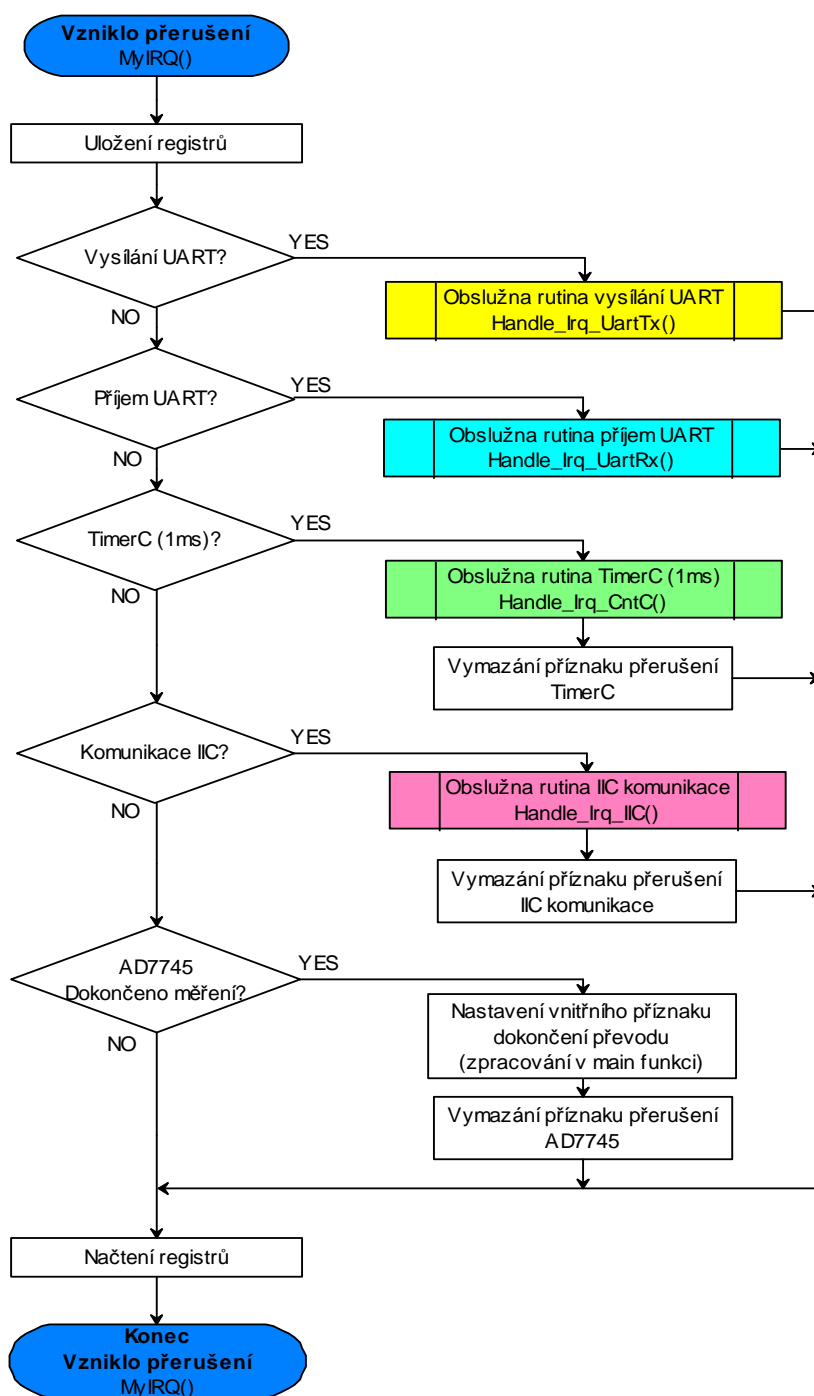 Vzniklo přerušení
MyIRQ()
Uložení registrů
Vysílání UART?
YES
NO
Obslužna rutina vysílání UART
Handle_Irq_UartTx()
Příjem UART?
YES
NO
Obslužna rutina příjem UART
Handle_Irq_UartRx()
TimerC (1ms)?
YES
NO
Obslužna rutina TimerC (1ms)
Handle_Irq_CntC()
Vymazání příznaku přerušení
TimerC
Komunikace IIC?
YES
NO
Obslužna rutina IIC komunikace
Handle_Irq_IIC()
Vymazání příznaku přerušení
IIC komunikace
AD7745
Dokončeno měření?
YES
NO
Nastavení vnitřního příznaku
dokončení převodu
(zpracování v main funkci)
Vymazání příznaku přerušení
AD7745
Načtení registrů
Konec
Vzniklo přerušení
MyIRQ()